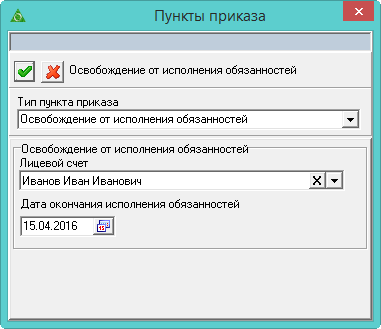 Пункты приказа
Освобождение от исполнения обязанностей
Тип пункта приказа
Освобождение от исполнения обязанностей
Освобождение от исполнения обязанностей
Лицевой счет
Иванов Иван Иванович
Дата окончания исполнения обязанностей
15.04.2016